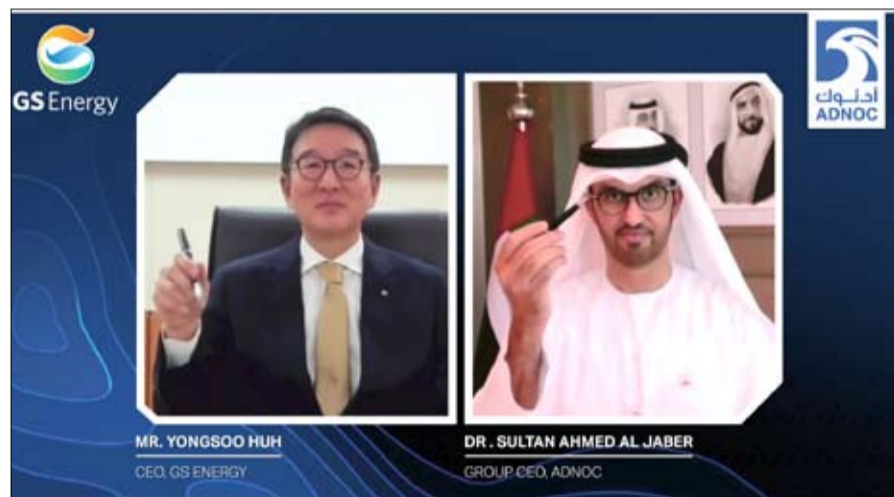 GS Energy
أدنوك
ADNOC
MR. YONGSOO HUH
CEO, GS ENERGY
DR. SULTAN AHMED AL JABER
GROUP CEO, ADNOC